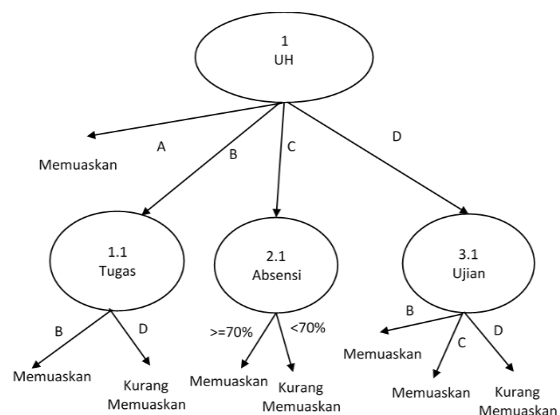 1
UH
A
B
C
D
Memuaskan
1.1
Tugas
2.1
Absensi
3.1
Ujian
B
D
>=70%
<70%
B
C
D
Memuaskan
Kurang
Memuaskan
Memuaskan
Kurang
Memuaskan
Memuaskan
Memuaskan
Kurang
Memuaskan